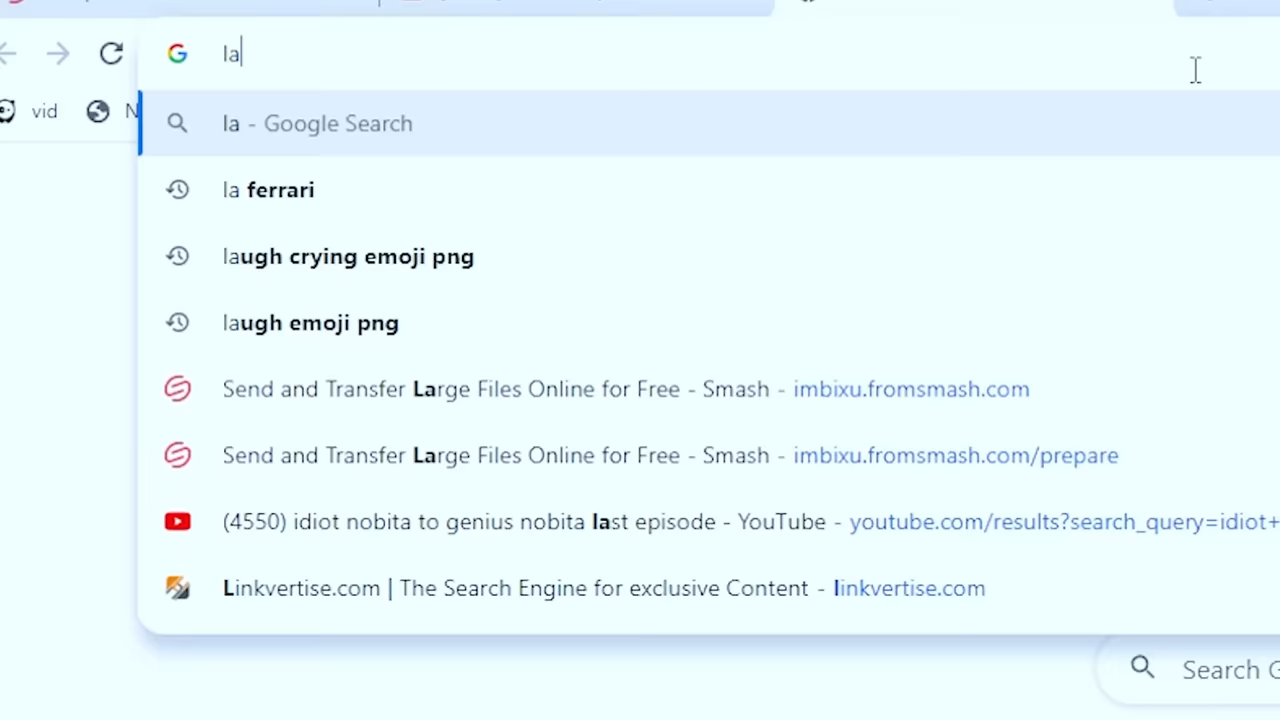 la
vid
N
la - Google Search
la ferrari
laugh crying emoji png
laugh emoji png
Send and Transfer Large Files Online for Free - Smash - imbixu.fromsmash.com
Send and Transfer Large Files Online for Free - Smash - imbixu.fromsmash.com/prepare
(4550) idiot nobita to genius nobita last episode - YouTube - youtube.com/results?search_query=idiot+
Linkvertise.com | The Search Engine for exclusive Content - linkvertise.com
Search G